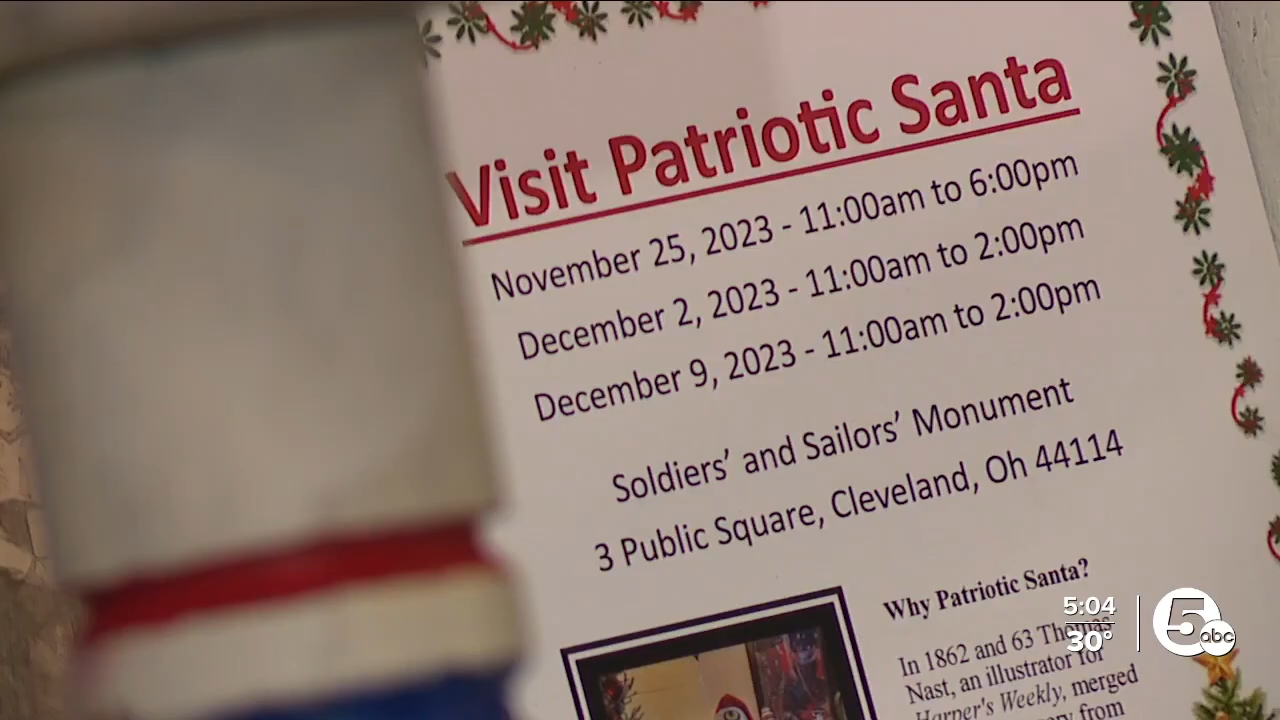 Visit Patriotic Santa
November 25, 2023 - 11:00am to 6:00pm
December 2, 2023 - 11:00am to 2:00pm
December 9, 2023 - 11:00am to 2:00pm
Soldiers' and Sailors' Monument
3 Public Square, Cleveland, Oh 44114
Why Patriotic Santa?
In 1862 and 63 Thomas
Nast, an illustrator for
Harper's Weekly, merged
from
5:04
30°
5
abc